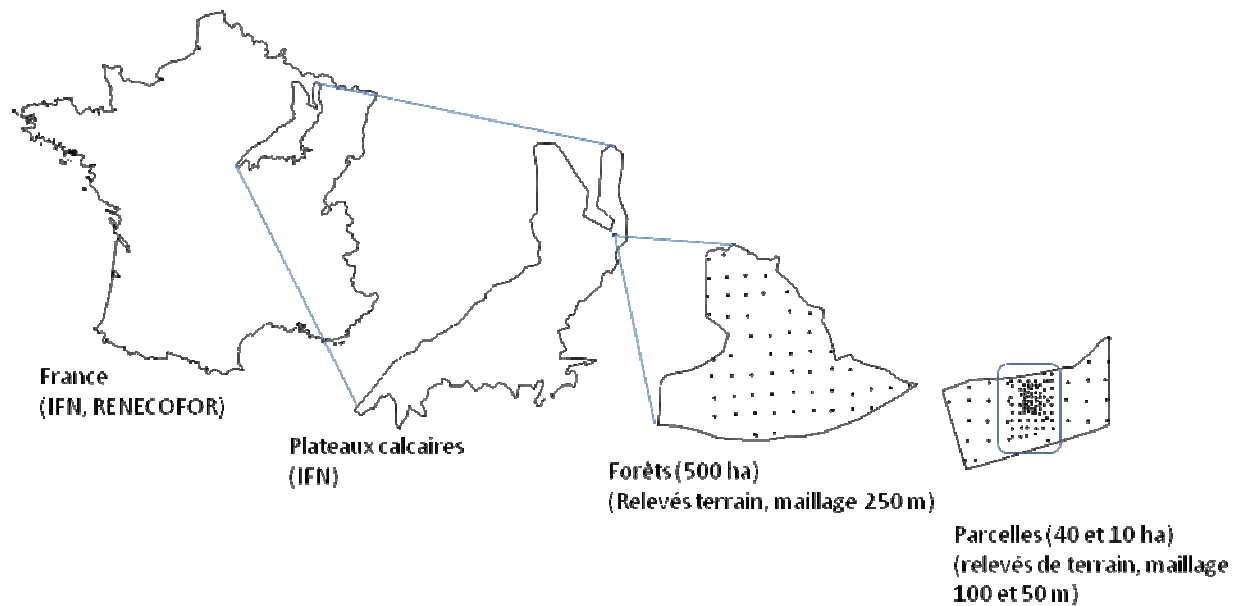 France
(IFN, RENECOFOR)
Plateaux calcaires
(IFN)
Forêts (500 ha)
(Relevés terrain, maillage 250 m)
Parcelles (40 et 10 ha)
(relevés de terrain, maillage
100 et 50 m)